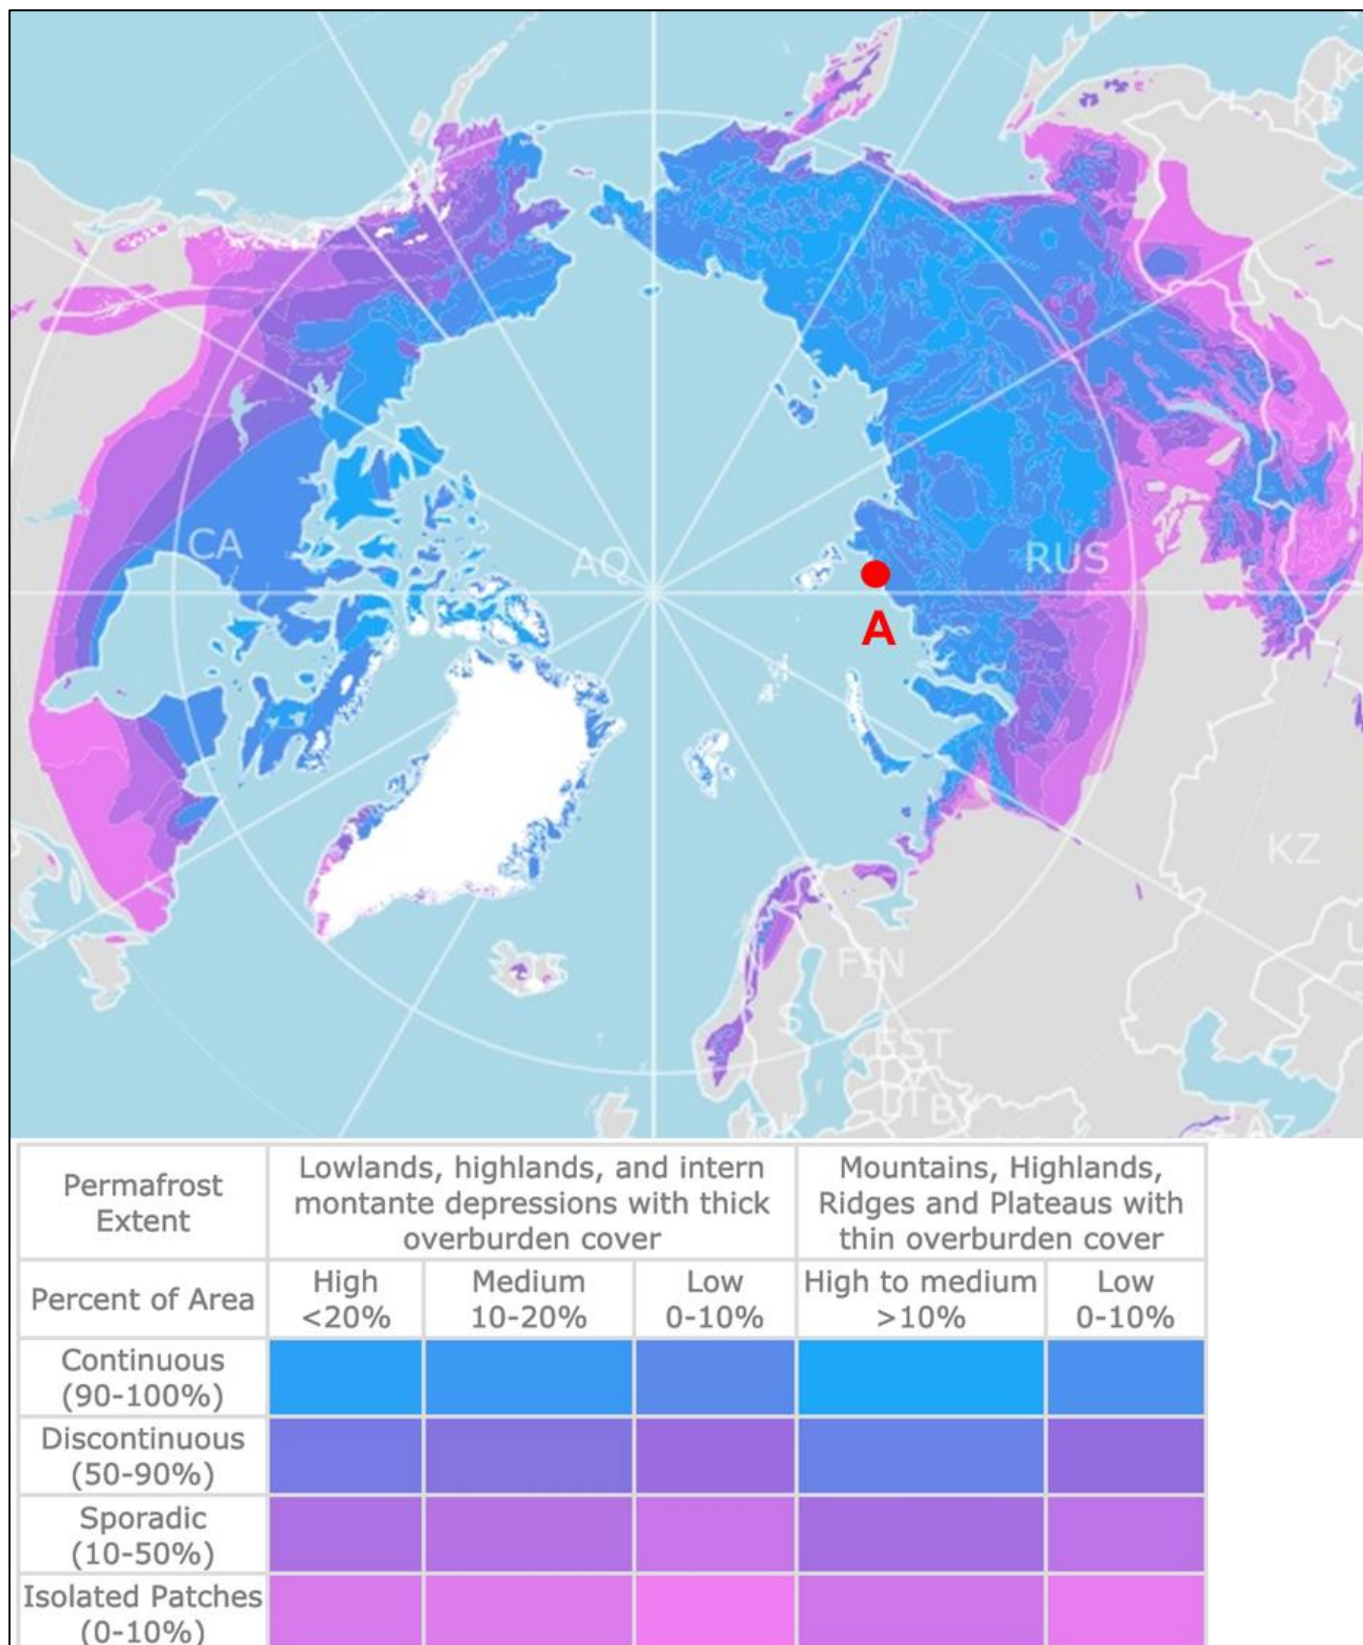 CA
AQ
RUS
A
KZ
FIN
S
EST
Permafrost
Extent
Lowlands, highlands, and intern
montante depressions with thick
overburden cover
Mountains, Highlands,
Ridges and Plateaus with
thin overburden cover
Percent of Area
High
<20%
Medium
10-20%
Low
0-10%
High to medium
>10%
Low
0-10%
Continuous
(90-100%)
Discontinuous
(50-90%)
Sporadic
(10-50%)
Isolated Patches
(0-10%)